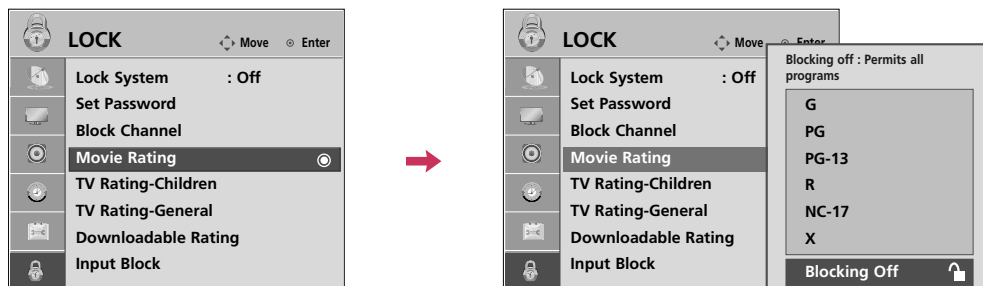 LOCK
Move
Enter
Lock System : Off
Set Password
Block Channel
Movie Rating
TV Rating-Children
TV Rating-General
Downloadable Rating
Input Block
LOCK
Move
Enter
Lock System : Off
Set Password
Block Channel
Movie Rating
TV Rating-Children
TV Rating-General
Downloadable Rating
Input Block
Blocking off : Permits all
programs
G
PG
PG-13
R
NC-17
X
Blocking Off